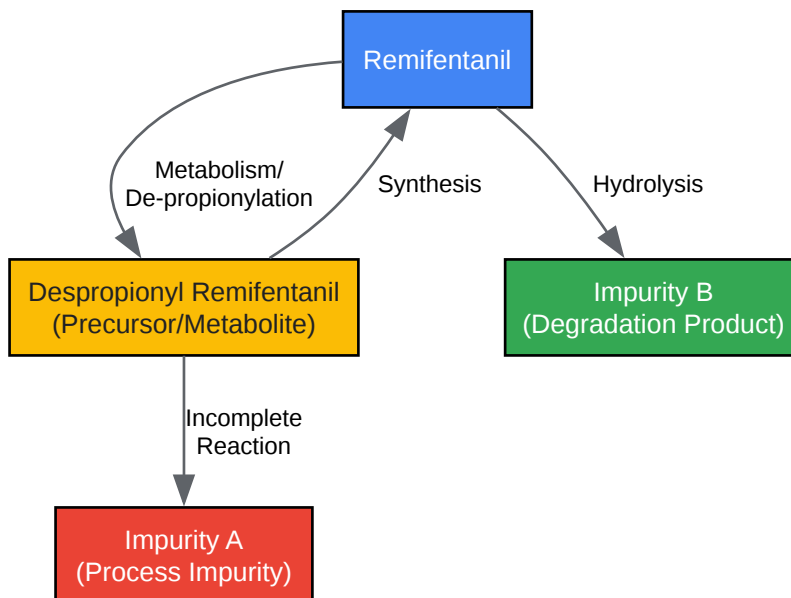 Remifentanil
Metabolism/
De-propionylation
Synthesis
Hydrolysis
Despropionyl Remifentanil
(Precursor/Metabolite)
Impurity B
(Degradation Product)
Incomplete
Reaction
Impurity A
(Process Impurity)